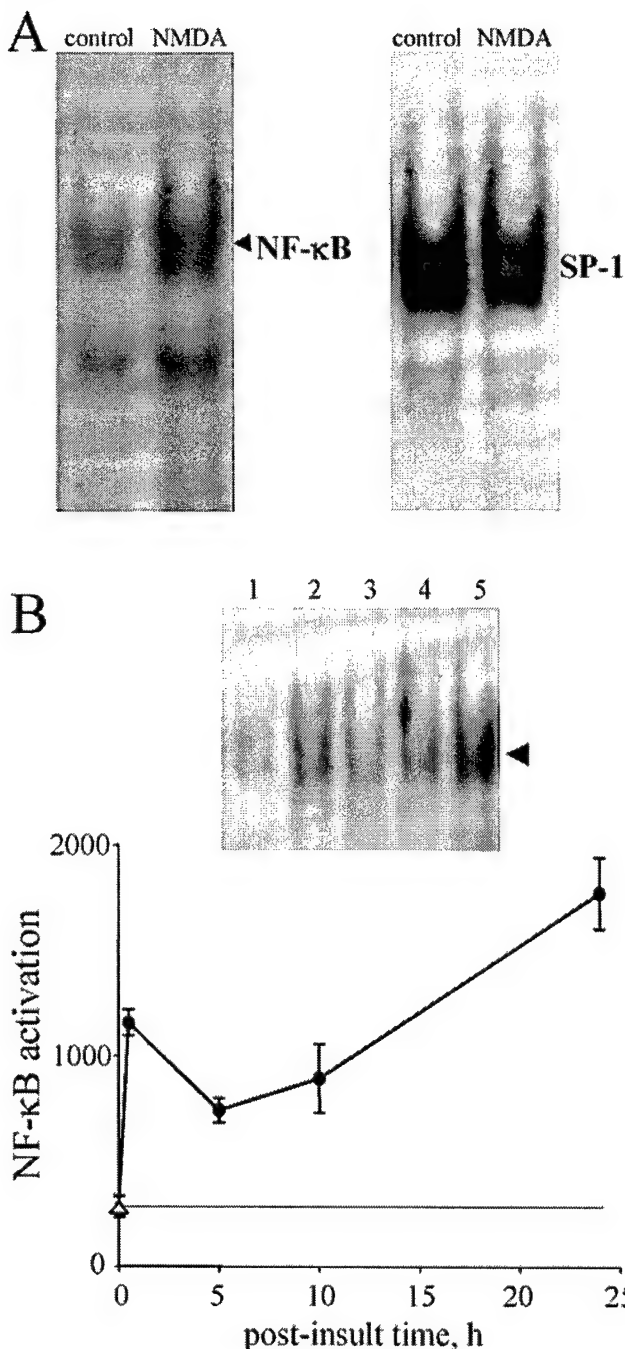 A
control NMDA
control NMDA
NF-κB
SP-1
B
1 2 3 4 5
2000
1000
0
NF-κB activation
0 5 10 15 20 25
post-insult time, h